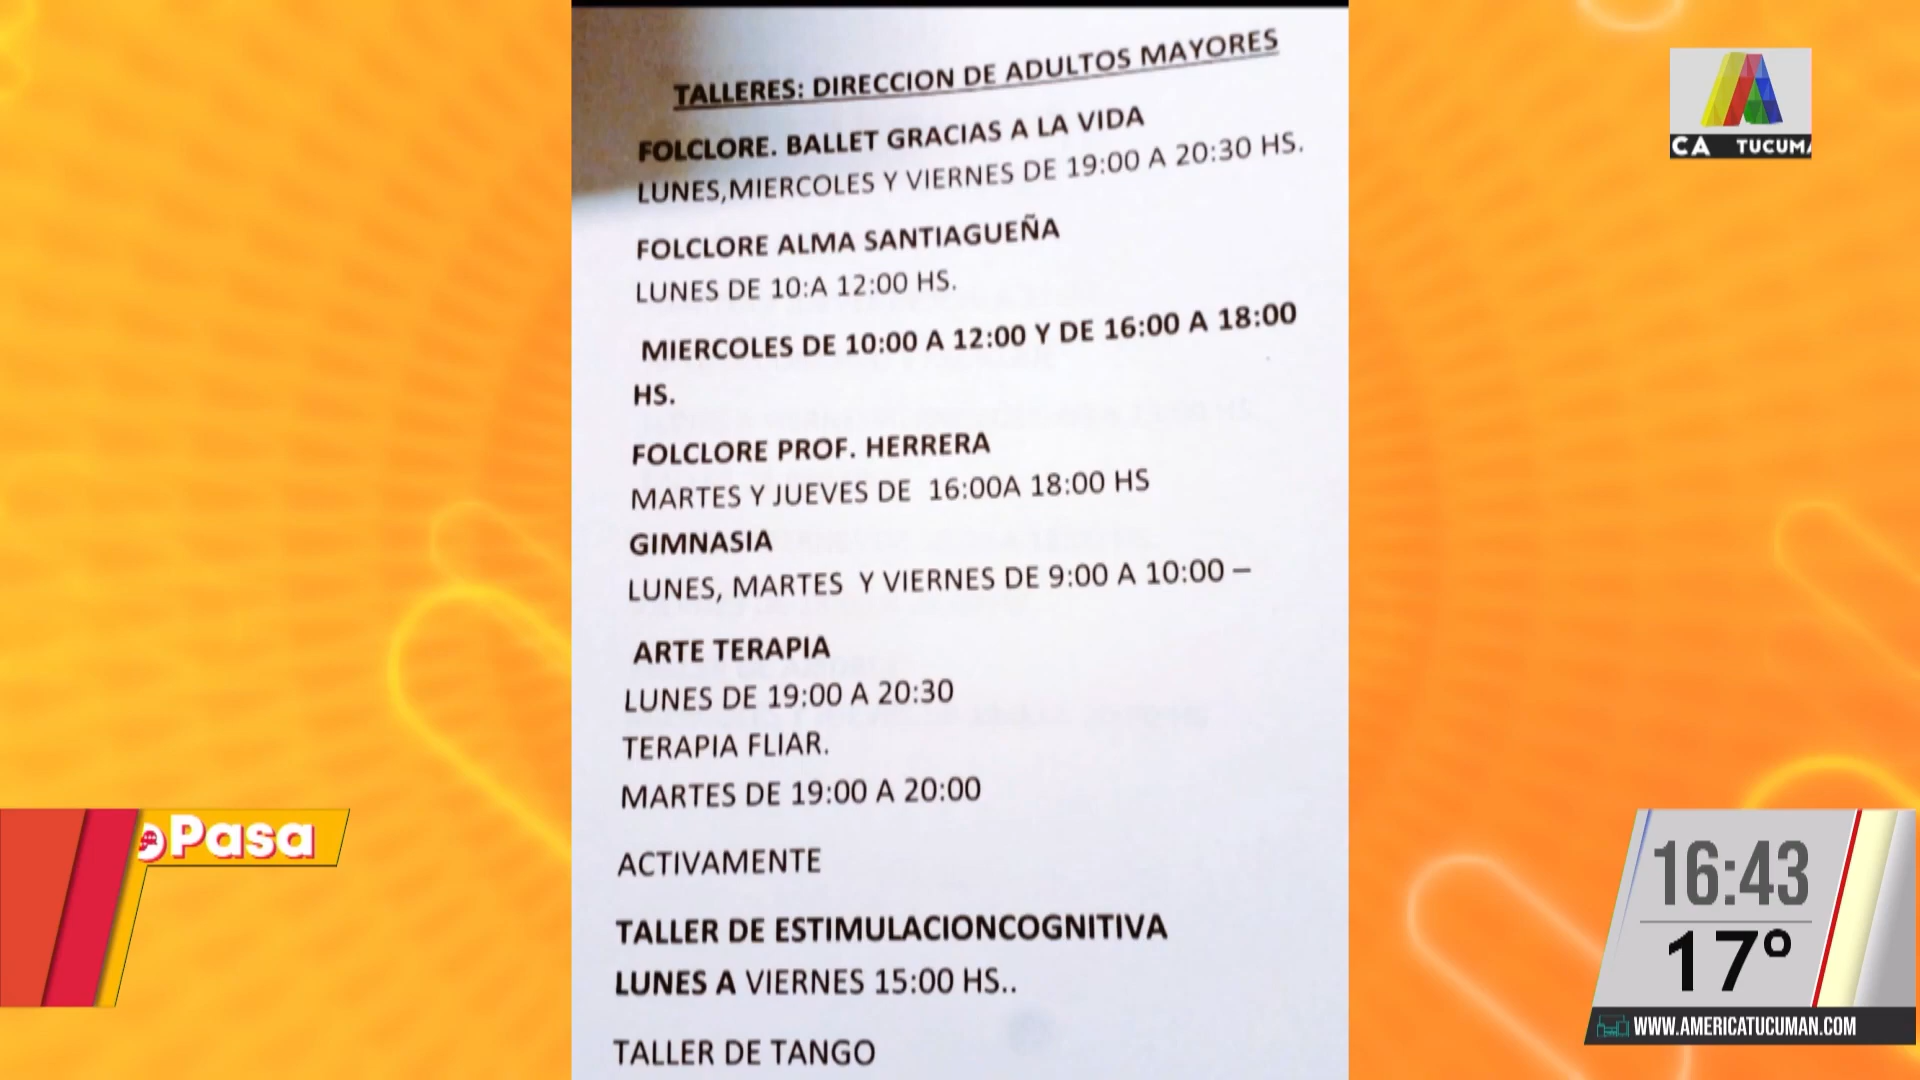 TALLERES: DIRECCION DE ADULTOS MAYORES
FOLCLORE. BALLET GRACIAS A LA VIDA
LUNES,MIERCOLES Y VIERNES DE 19:00 A 20:30 HS.
FOLCLORE ALMA SANTIAGUEÑA
LUNES DE 10:A 12:00 HS.
MIERCOLES DE 10:00 A 12:00 Y DE 16:00 A 18:00
HS.
FOLCLORE PROF. HERRERA
MARTES Y JUEVES DE 16:00A 18:00 HS
GIMNASIA
LUNES, MARTES Y VIERNES DE 9:00 A 10:00 –
ARTE TERAPIA
LUNES DE 19:00 A 20:30
TERAPIA FLIAR.
MARTES DE 19:00 A 20:00
ACTIVAMENTE
TALLER DE ESTIMULACIONCOGNITIVA
LUNES A VIERNES 15:00 HS..
TALLER DE TANGO
CA TUCUMA
Pasa
16:43
17°
WWW.AMERICATUCUMAN.COM